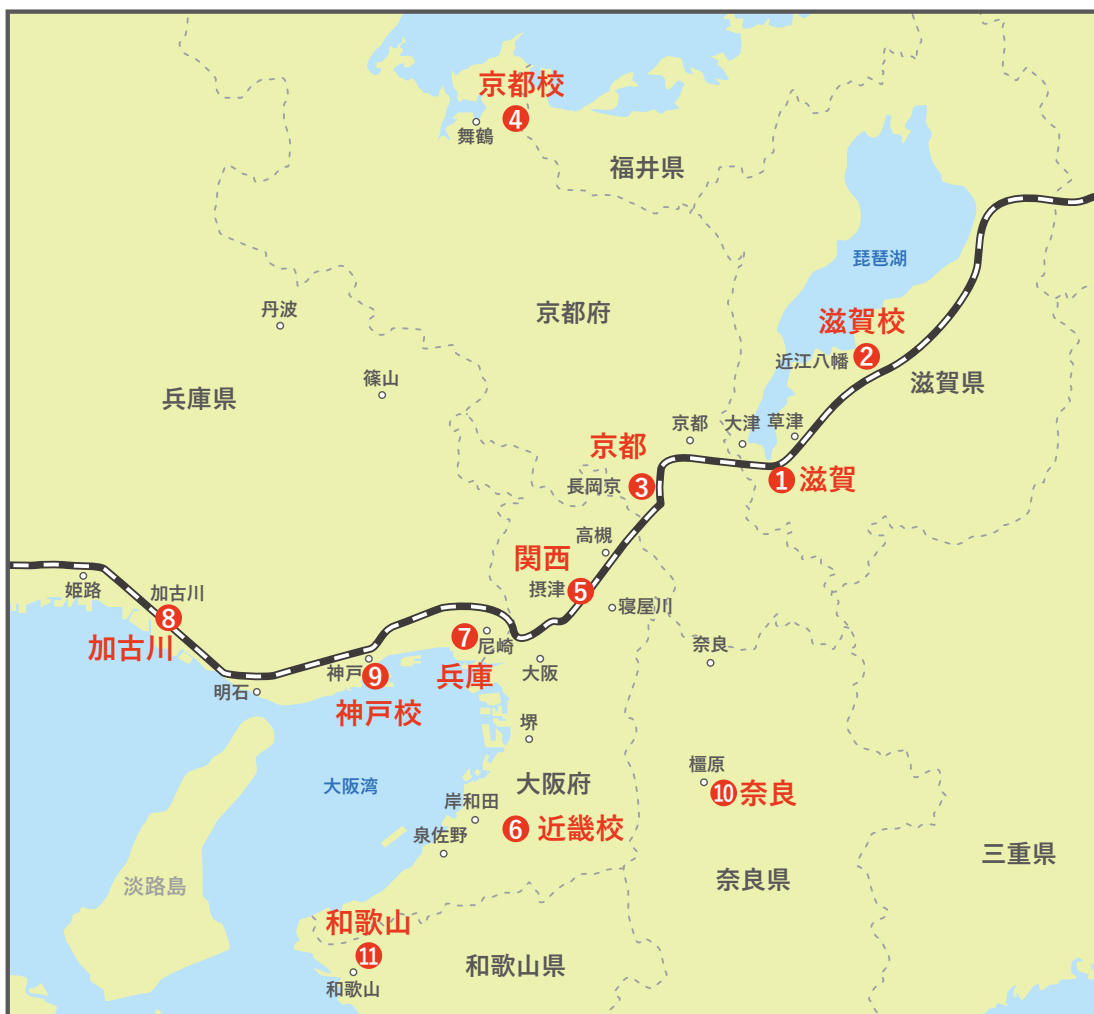 京都校
4
舞鶴
福井県
琵琶湖
丹波
京都府
滋賀校
2
近江八幡
篠山
滋賀県
兵庫県
京都
大津
草津
京都
長岡京
3
1
滋賀
高槻
関西
摂津
5
姫路
加古川
寝屋川
8
加古川
7
尼崎
奈良
神戸
9
兵庫
大阪
明石
神戸校
堺
大阪湾
大阪府
橿原
10
奈良
岸和田
6
近畿校
泉佐野
三重県
淡路島
奈良県
和歌山
11
和歌山県
和歌山